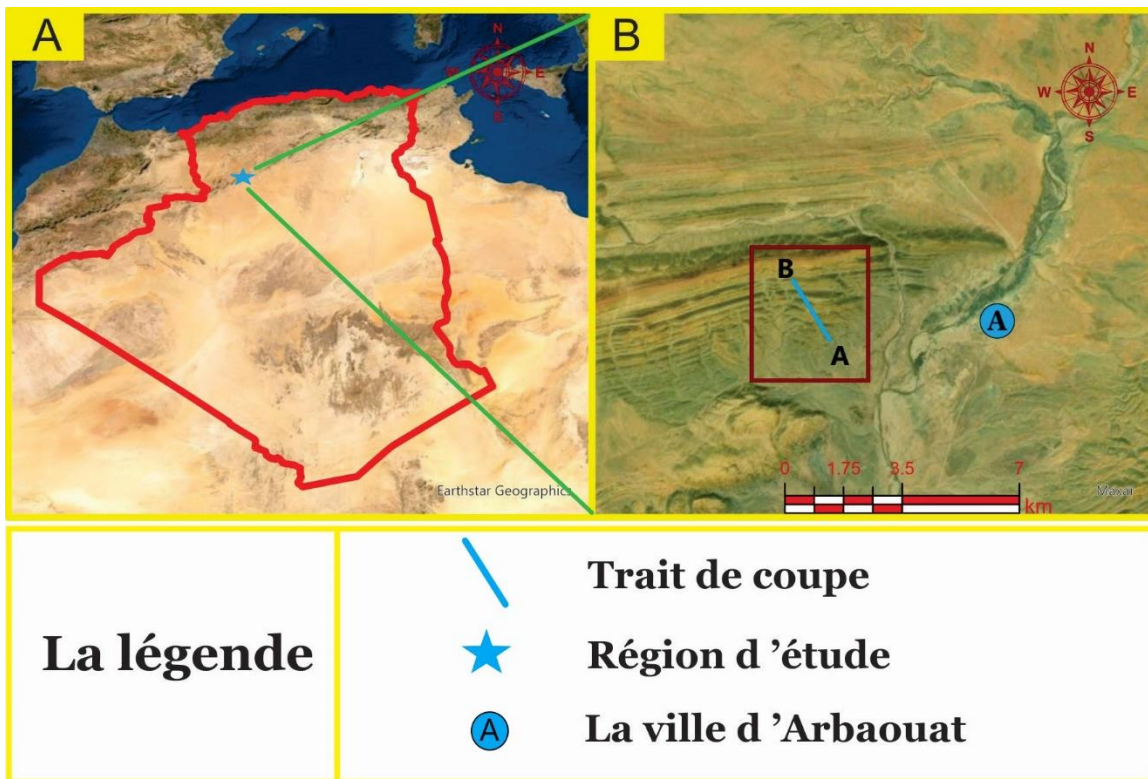 A
N
W E
Earthstar Geographics
B
N
W E
S
B
A
A
0 1.75 3.5 7
km
Maxar
La légende
Trait de coupe
Région d ’étude
A
La ville d ’Arbaouat